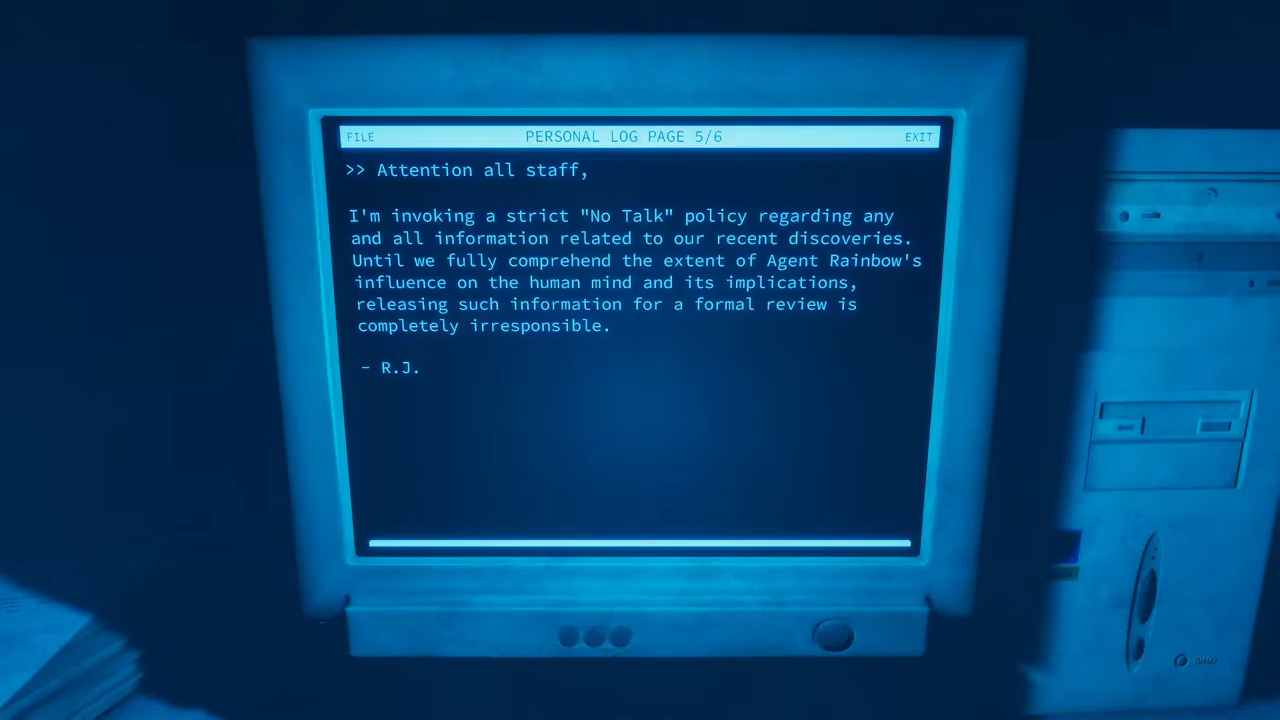 FILE PERSONAL LOG PAGE 5/6 EXIT
>> Attention all staff,
I'm invoking a strict "No Talk" policy regarding any
and all information related to our recent discoveries.
Until we fully comprehend the extent of Agent Rainbow's
influence on the human mind and its implications,
releasing such information for a formal review is
completely irresponsible.
– R.J.